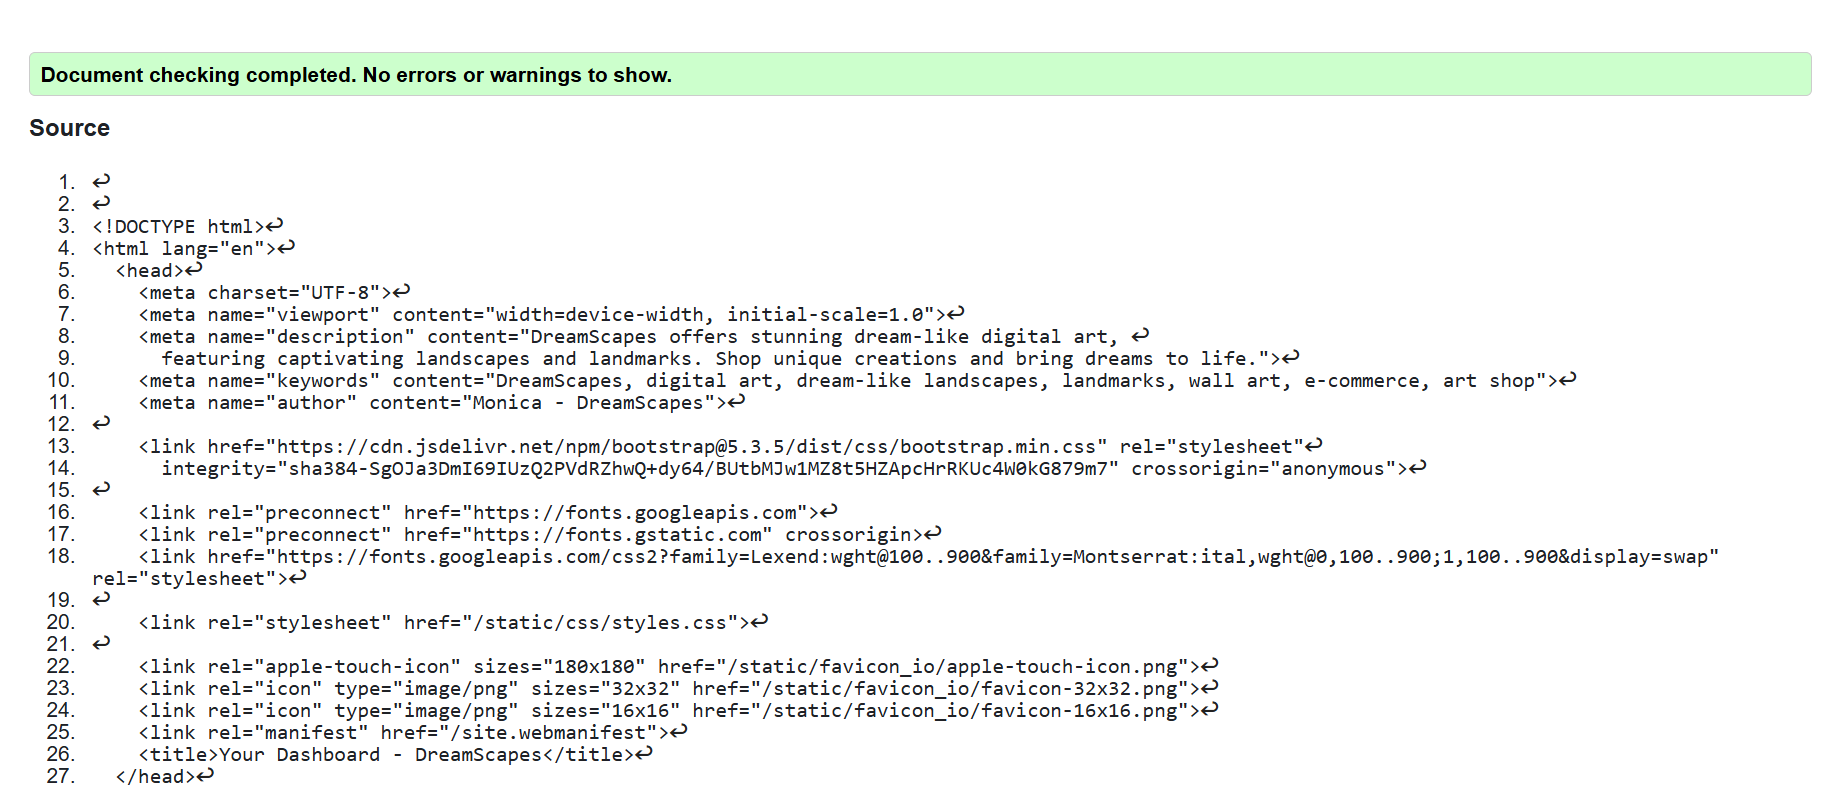 Document checking completed. No errors or warnings to show.
Source
1. ↩
2. ↩
3. <!DOCTYPE html>↩
4. <html lang="en">↩
5. <head>↩
6. <meta charset="UTF-8">↩
7. <meta name="viewport" content="width=device-width, initial-scale=1.0">↩
8. <meta name="description" content="DreamScapes offers stunning dream-like digital art, ↩
9. featuring captivating landscapes and landmarks. Shop unique creations and bring dreams to life.">↩
10. <meta name="keywords" content="DreamScapes, digital art, dream-like landscapes, landmarks, wall art, e-commerce, art shop">↩
11. <meta name="author" content="Monica - DreamScapes">↩
12. ↩
13. <link href="https://cdn.jsdelivr.net/npm/bootstrap@5.3.5/dist/css/bootstrap.min.css" rel="stylesheet"↩
14. integrity="sha384-SgOJa3DmI69IUzQ2PVdRZhwQ+dy64/BUtbMJw1MZ8t5HZApcHrRKUc4W0kG879m7" crossorigin="anonymous">↩
15. ↩
16. <link rel="preconnect" href="https://fonts.googleapis.com">↩
17. <link rel="preconnect" href="https://fonts.gstatic.com" crossorigin>↩
18. <link href="https://fonts.googleapis.com/css2?family=Lexend:wght@100..900&family=Montserrat:ital,wght@0,100..900;1,100..900&display=swap"
rel="stylesheet">↩
19. ↩
20. <link rel="stylesheet" href="/static/css/styles.css">↩
21. ↩
22. <link rel="apple-touch-icon" sizes="180x180" href="/static/favicon_io/apple-touch-icon.png">↩
23. <link rel="icon" type="image/png" sizes="32x32" href="/static/favicon_io/favicon-32x32.png">↩
24. <link rel="icon" type="image/png" sizes="16x16" href="/static/favicon_io/favicon-16x16.png">↩
25. <link rel="manifest" href="/site.webmanifest">↩
26. <title>Your Dashboard - DreamScapes</title>↩
27. </head>↩